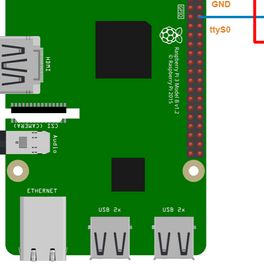 GND
GPIO
ttyS0
HDMI
Raspberry Pi 3 Model B v1.2
© Raspberry Pi 2015
CSI (CAMERA)
Audio
ETHERNET
USB 2x
USB 2x